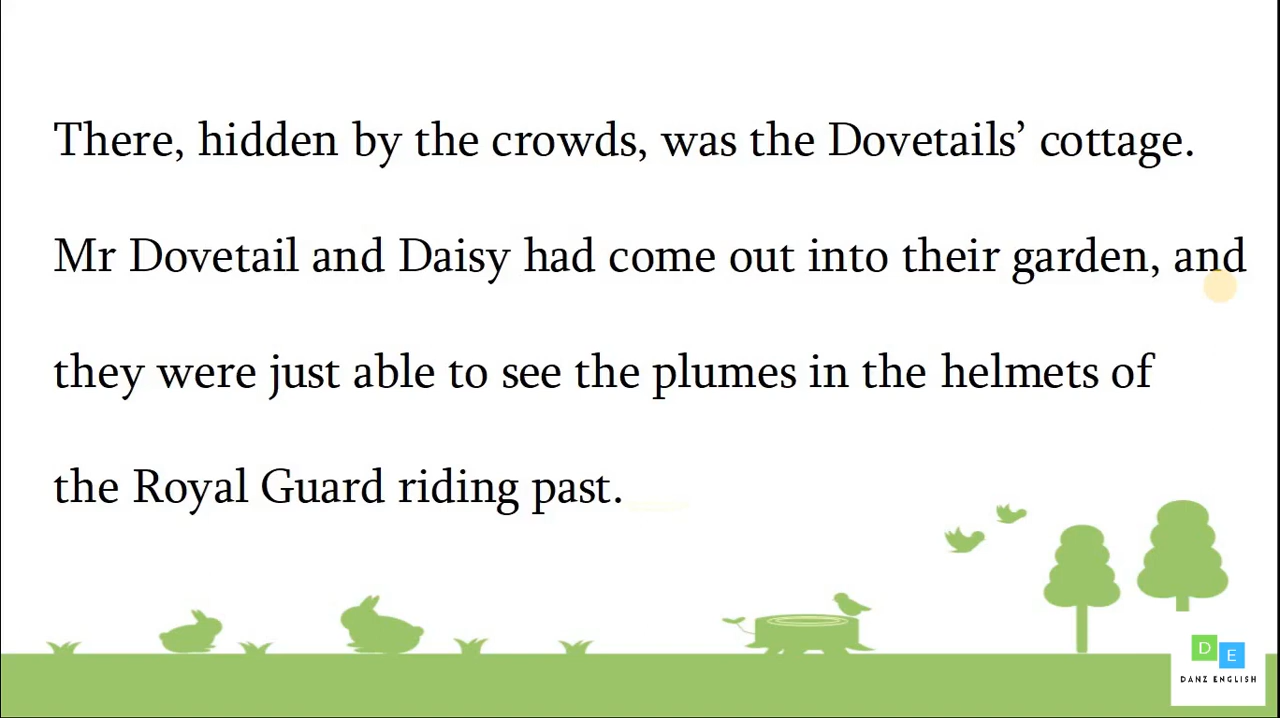 There, hidden by the crowds, was the Dovetails’ cottage.
Mr Dovetail and Daisy had come out into their garden, and
they were just able to see the plumes in the helmets of
the Royal Guard riding past.
D E
DANZ ENGLISH